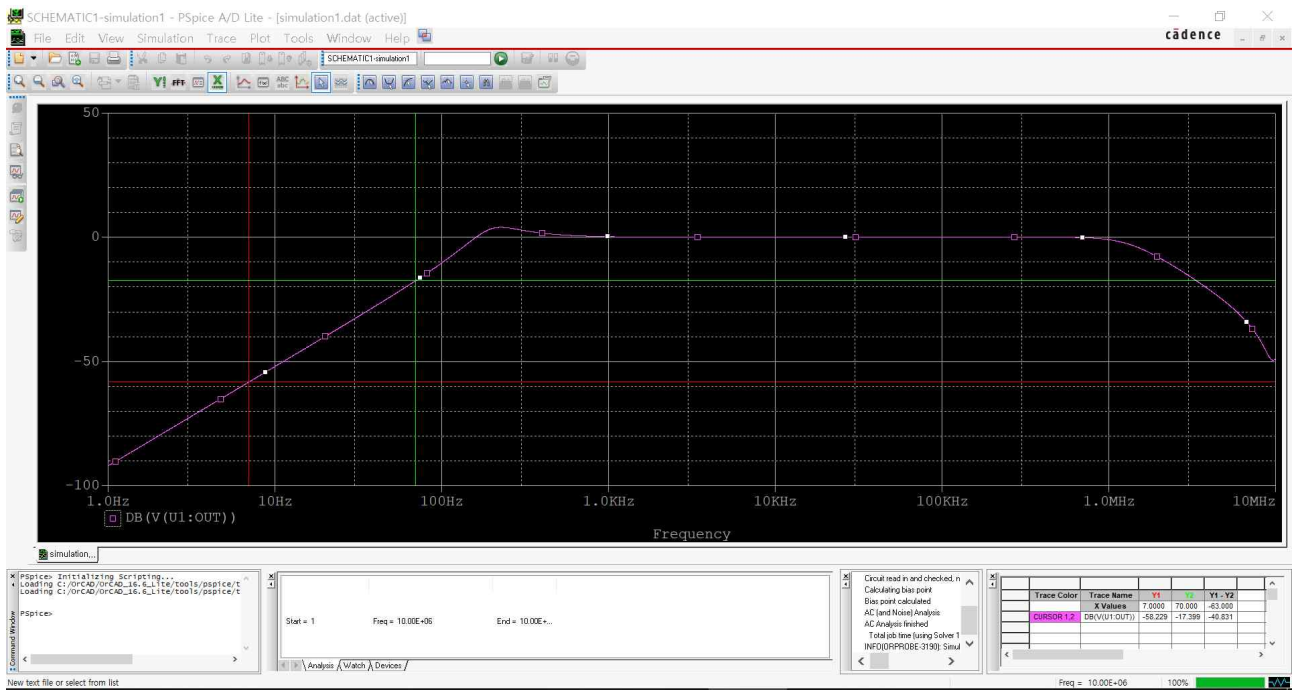 SCHEMATIC1-simulation1 - PSpice A/D Lite - [simulation1.dat (active)]
File Edit View Simulation Trace Plot Tools Window Help
cādence
SCHEMATIC1-simulation1
50
0
-50
-100
1.0Hz 10Hz 100Hz 1.0KHz 10KHz 100KHz 1.0MHz 10MHz
DB(V(U1:OUT))
Frequency
simulation...
PSpice> Initializing Scripting...
Loading C:/OrCAD/OrCAD_16.6_Lite/tools/pspice/t
Loading C:/OrCAD/OrCAD_16.6_Lite/tools/pspice/t
PSpice>
Command Window
Start = 1 Freq = 10.00E+06 End = 10.00E+...
Analysis Watch Devices
Circuit read in and checked, n
Calculating bias point
Bias point calculated
AC (and Noise) Analysis
AC Analysis finished
Total job time (using Solver 1
INFO(ORPROBE-3190): Simul
Trace Color Trace Name Y1 Y2 Y1 - Y2
X Values 7.0000 70.000 -63.000
CURSOR 1,2 DB(V(U1:OUT)) -58.229 -17.399 -40.831
New text file or select from list
Freq = 10.00E+06 100%